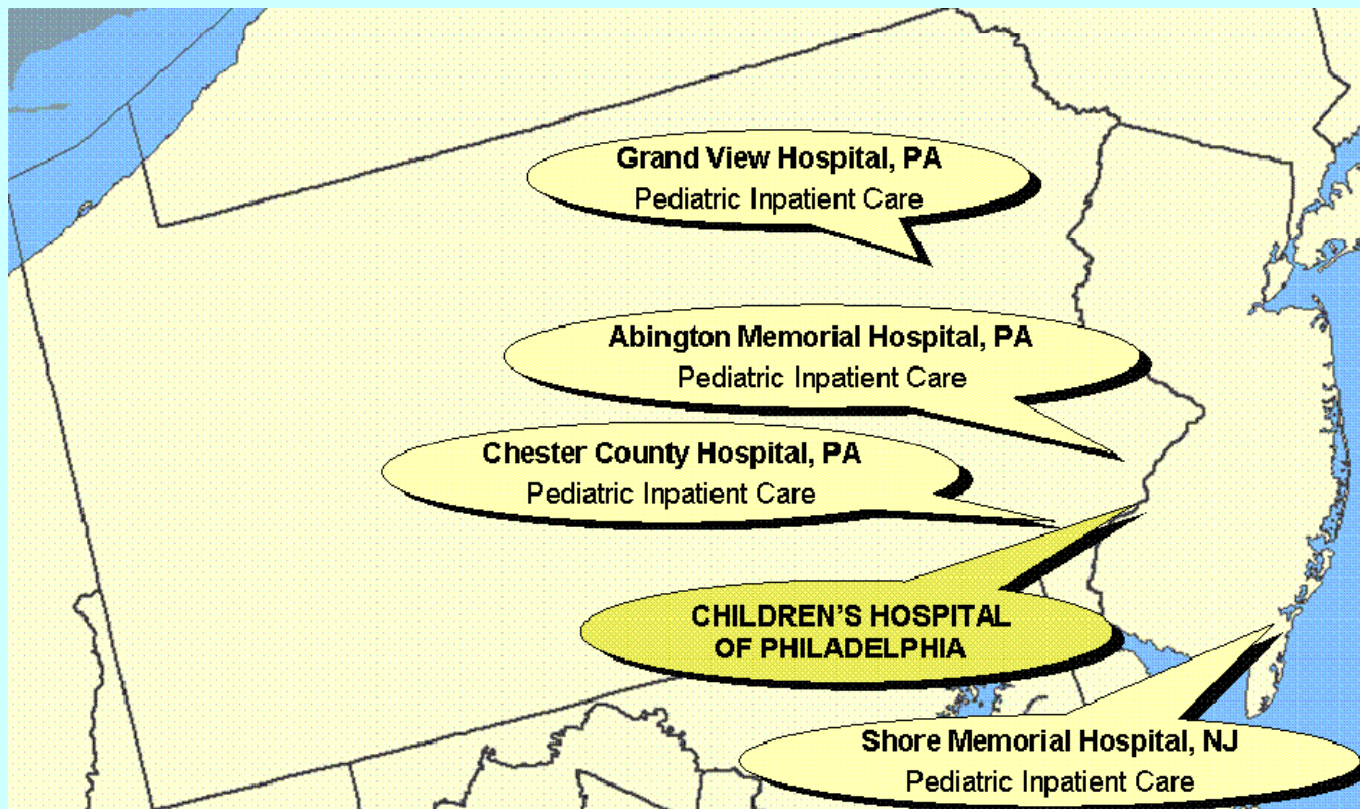 Grand View Hospital, PA
Pediatric Inpatient Care
Abington Memorial Hospital, PA
Pediatric Inpatient Care
Chester County Hospital, PA
Pediatric Inpatient Care
CHILDREN’S HOSPITAL
OF PHILADELPHIA
Shore Memorial Hospital, NJ
Pediatric Inpatient Care